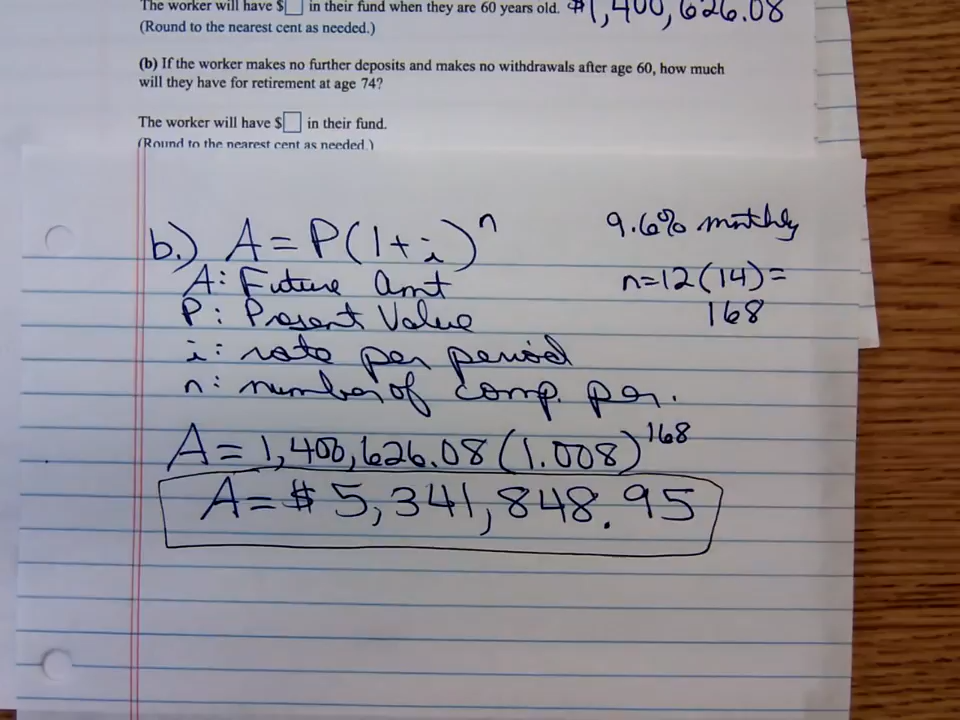 The worker will have $ in their fund when they are 60 years old. $1,400,626.08
(Round to the nearest cent as needed.)
(b) If the worker makes no further deposits and makes no withdrawals after age 60, how much
will they have for retirement at age 74?
The worker will have $ in their fund.
(Round to the nearest cent as needed.)
b.) A = P(1+i)^n
9.6% monthly
A: Future Amt
n=12(14)=
P: Present Value
168
i: rate per period
n: number of comp. per.
A = 1,400,626.08(1.008)^168
A = $5,341,848.95